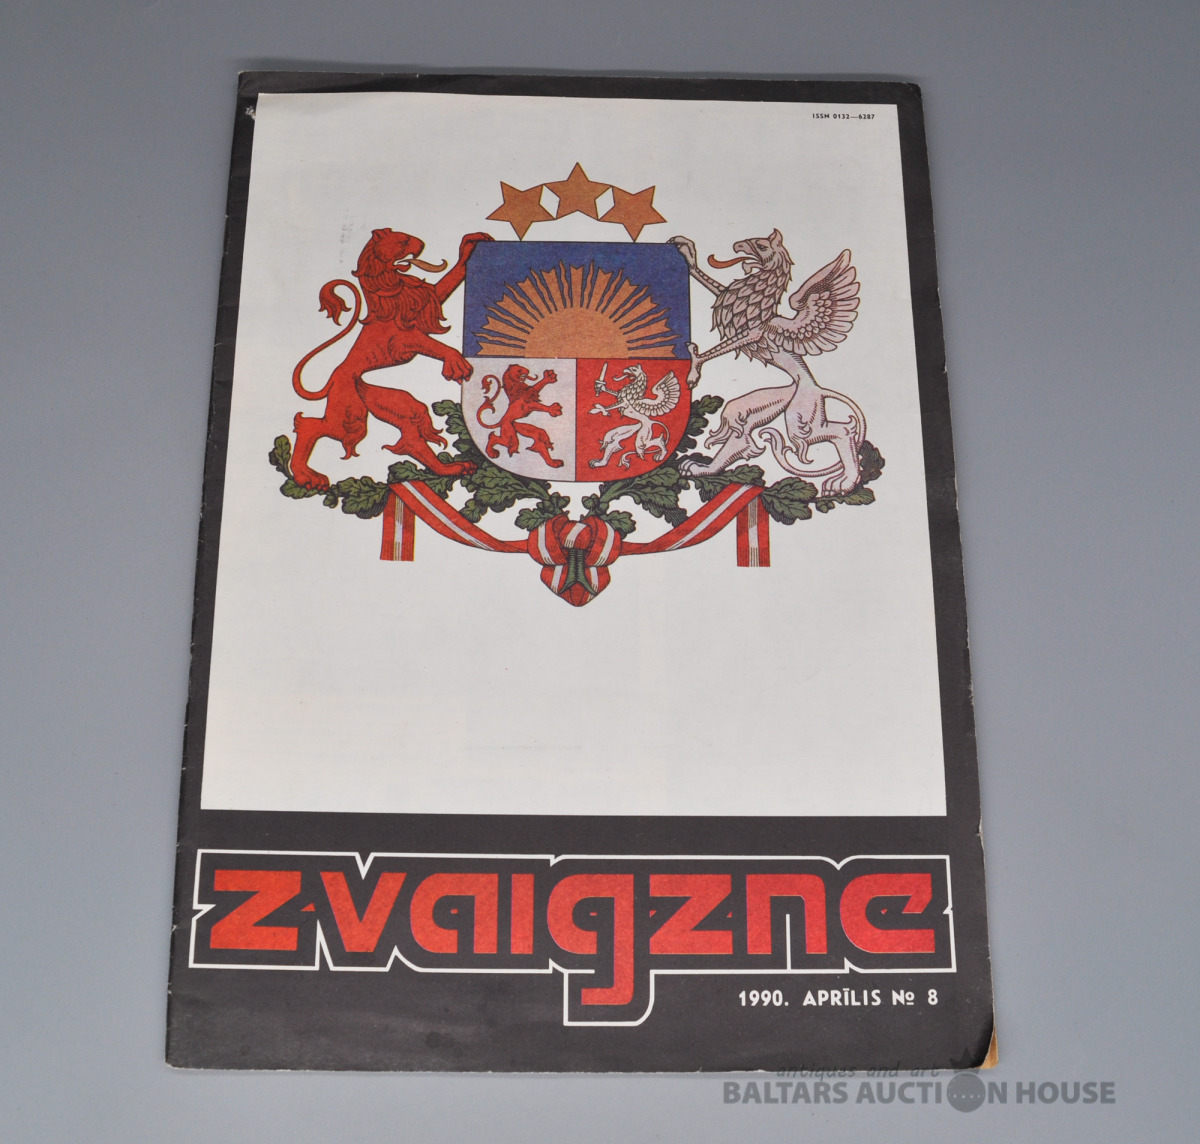 ISSN 0132—6287
zvaigzne
1990. APRĪLIS № 8
antiques and art
BALTARS AUCTION HOUSE